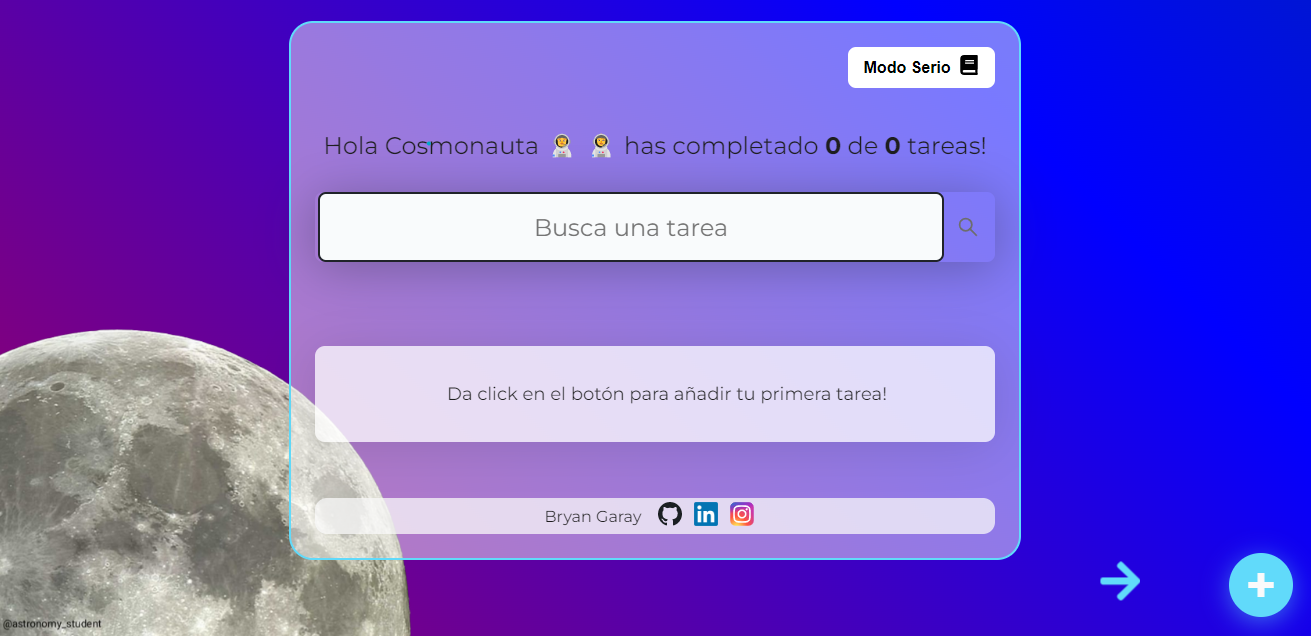 Modo Serio
Hola Cosmonauta 👩‍🚀 👩‍🚀 has completado 0 de 0 tareas!
Busca una tarea
Da click en el botón para añadir tu primera tarea!
Bryan Garay
@astronomy_student